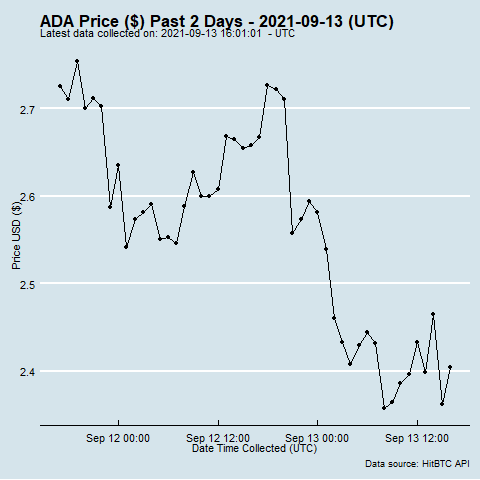 ADA Price ($) Past 2 Days - 2021-09-13 (UTC)
Latest data collected on: 2021-09-13 16:01:01 - UTC
2.7
2.6
2.5
2.4
Price USD ($)
Sep 12 00:00 Sep 12 12:00 Sep 13 00:00 Sep 13 12:00
Date Time Collected (UTC)
Data source: HitBTC API